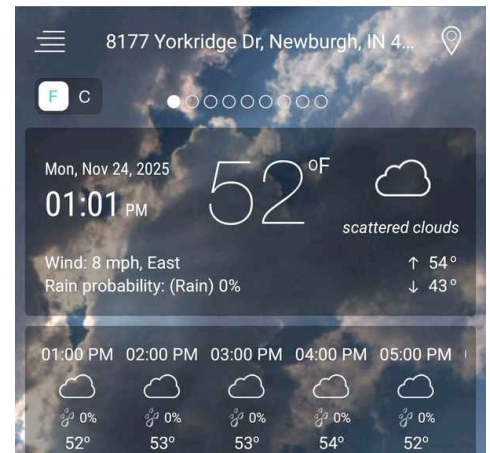 8177 Yorkridge Dr, Newburgh, IN 4...
F C
Mon, Nov 24, 2025
01:01 PM
52°F
scattered clouds
Wind: 8 mph, East
Rain probability: (Rain) 0%
↑ 54°
↓ 43°
01:00 PM 02:00 PM 03:00 PM 04:00 PM 05:00 PM
0% 0% 0% 0% 0%
52° 53° 53° 54° 52°